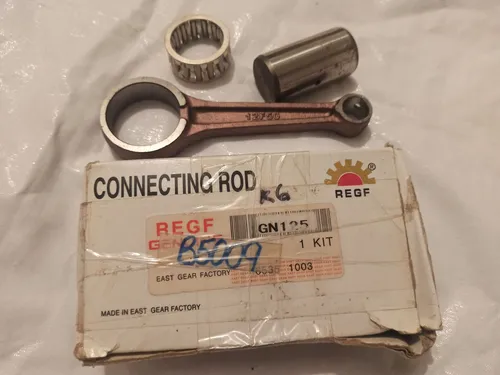 CONNECTING ROD
K6
REGF
REGF
GN125
1 KIT
B5009
EAST GEAR FACTORY
1003
MADE IN EAST GEAR FACTORY